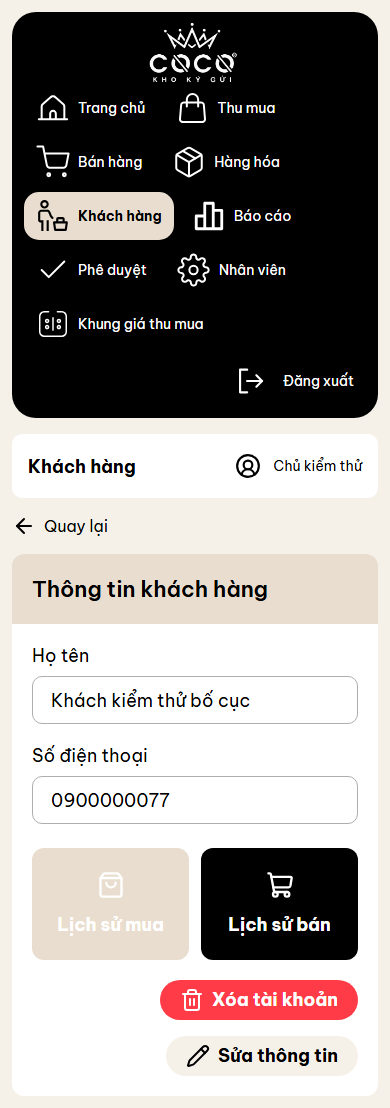 COCO®
KHO KÝ GỬI
Trang chủ
Thu mua
Bán hàng
Hàng hóa
Khách hàng
Báo cáo
Phê duyệt
Nhân viên
Khung giá thu mua
Đăng xuất
Khách hàng
Chủ kiểm thử
Quay lại
Thông tin khách hàng
Họ tên
Khách kiểm thử bố cục
Số điện thoại
0900000077
Lịch sử mua
Lịch sử bán
Xóa tài khoản
Sửa thông tin